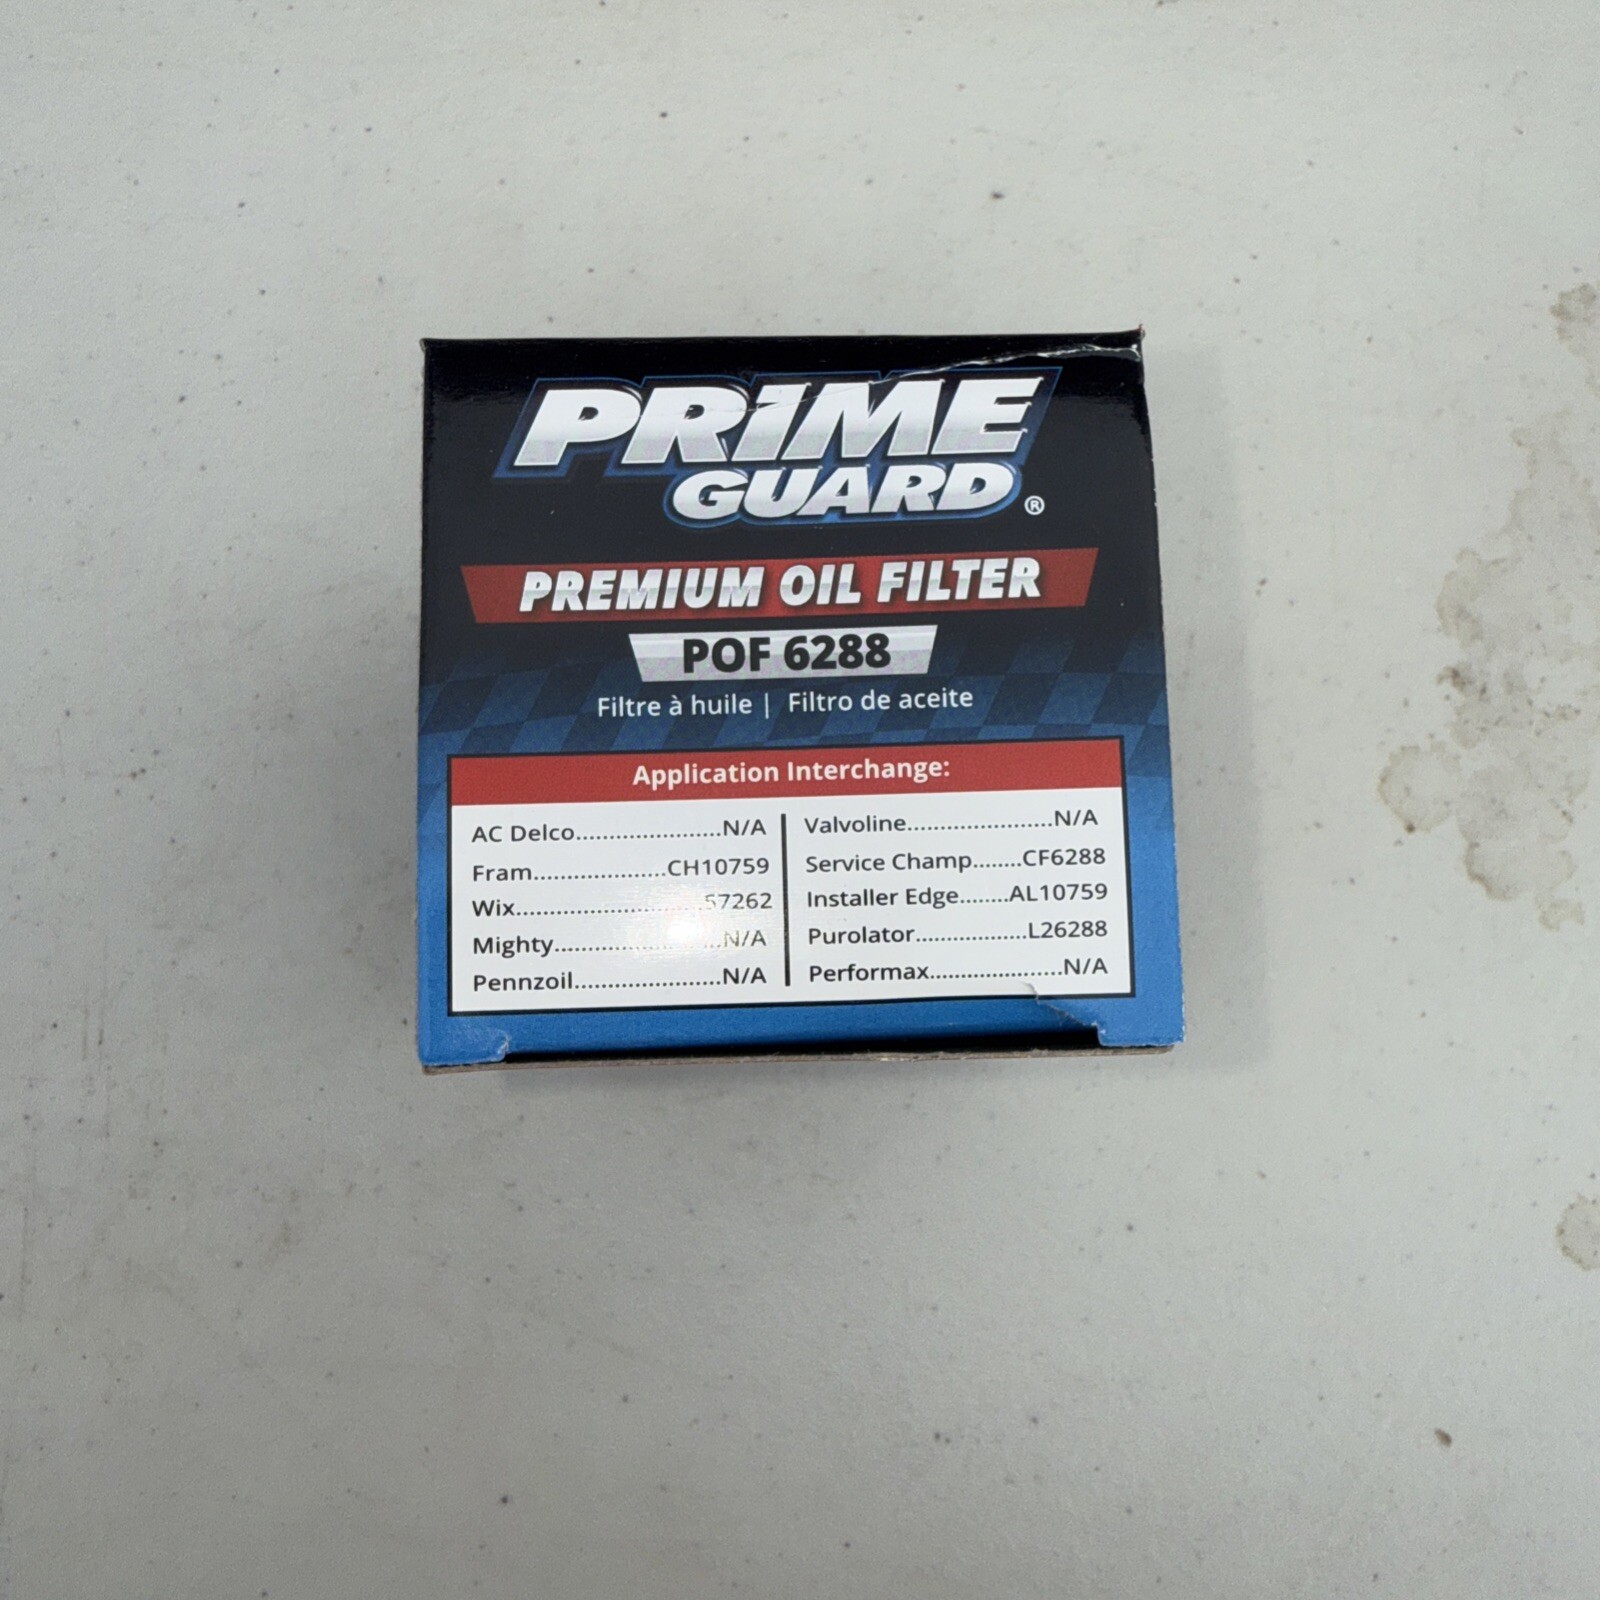 PRIME
GUARD®
PREMIUM OIL FILTER
POF 6288
Filtre à huile | Filtro de aceite
Application Interchange:
AC Delco......................N/A
Fram....................CH10759
Wix.............................57262
Mighty.........................N/A
Pennzoil......................N/A
Valvoline......................N/A
Service Champ.......CF6288
Installer Edge.......AL10759
Purolator.................L26288
Performax....................N/A